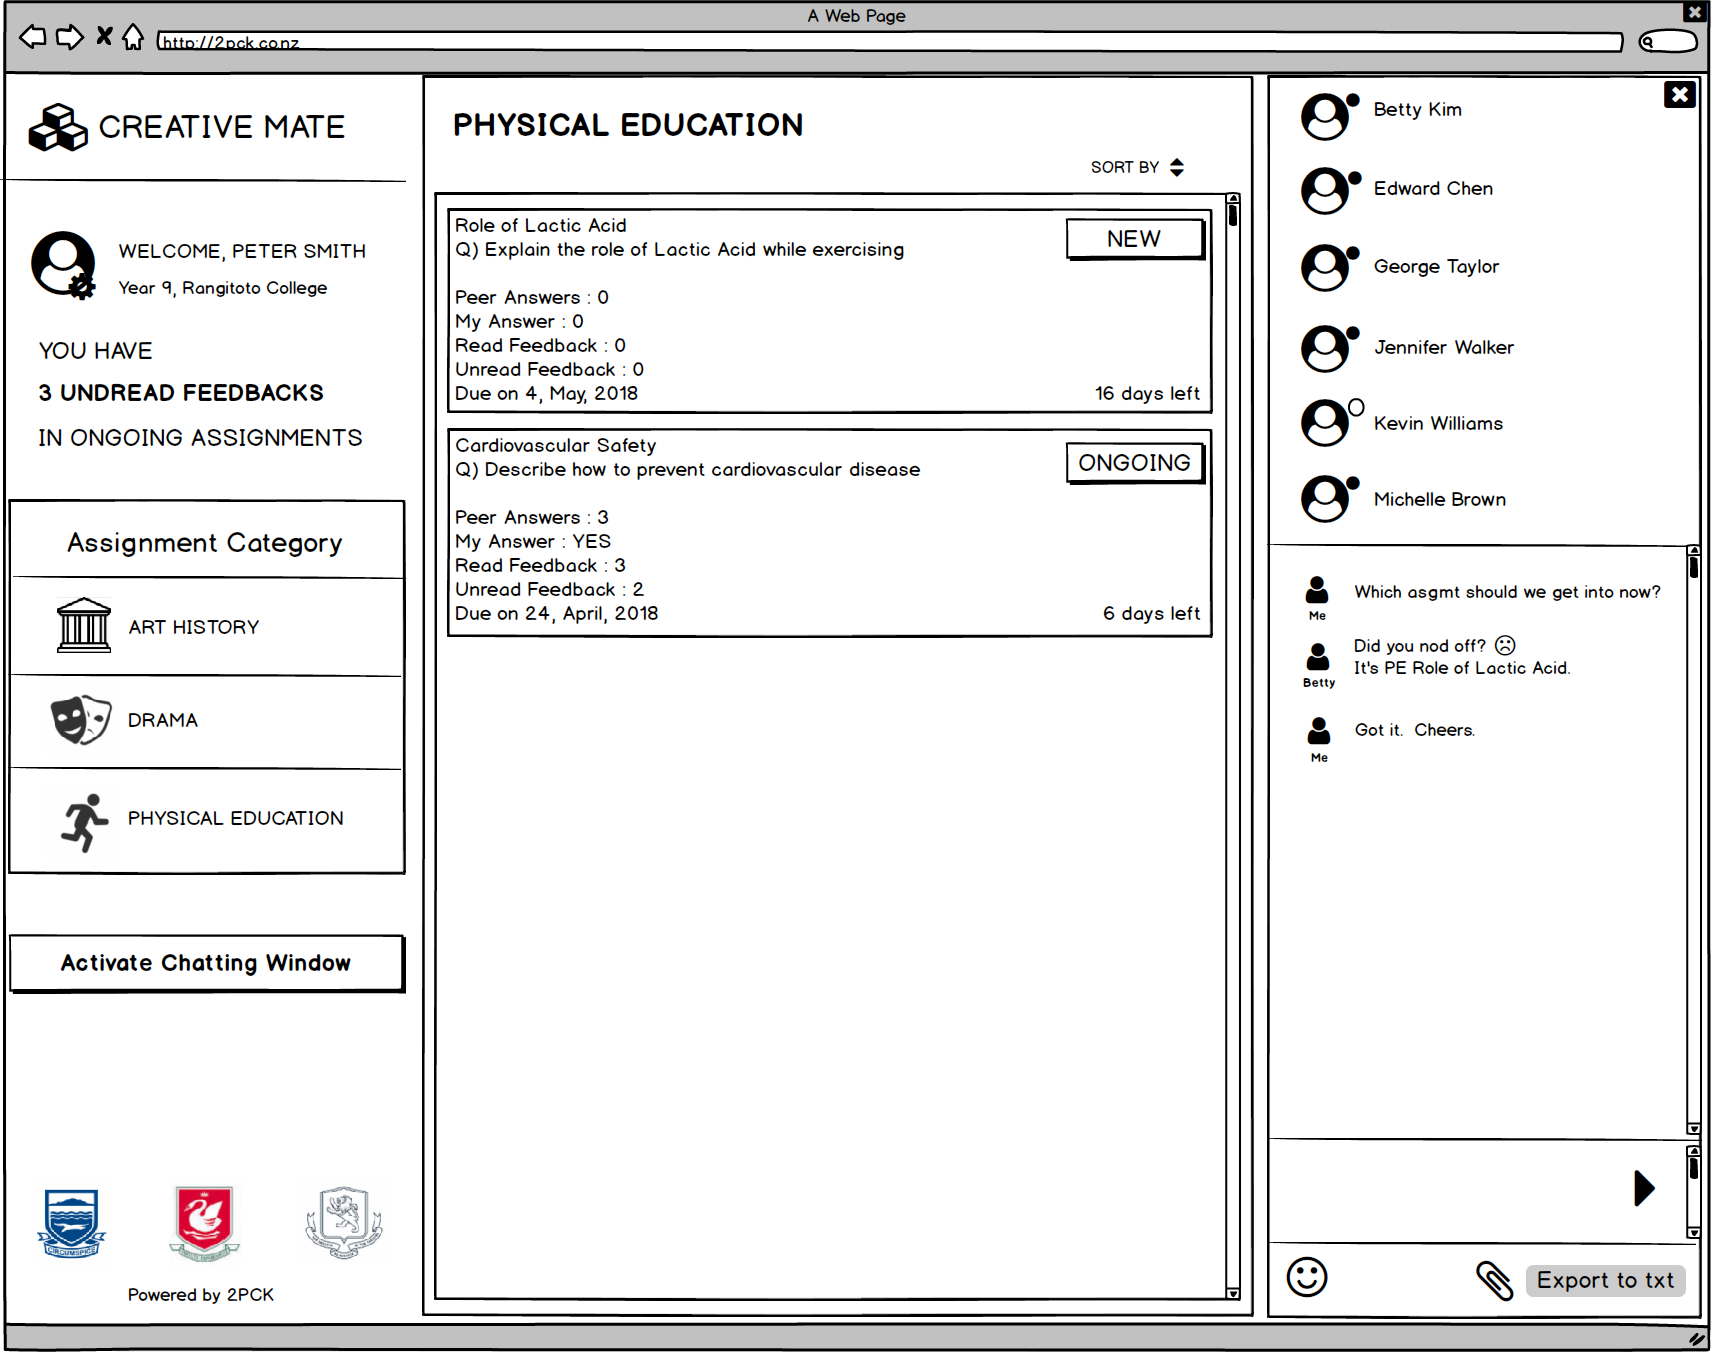 A Web Page
http://2pck.co.nz
CREATIVE MATE
WELCOME, PETER SMITH
Year 9, Rangitoto College
YOU HAVE
3 UNDREAD FEEDBACKS
IN ONGOING ASSIGNMENTS
Assignment Category
ART HISTORY
DRAMA
PHYSICAL EDUCATION
Activate Chatting Window
CIRCUMSPICE
Powered by 2PCK
PHYSICAL EDUCATION
SORT BY
Role of Lactic Acid
NEW
Q) Explain the role of Lactic Acid while exercising
Peer Answers : 0
My Answer : 0
Read Feedback : 0
Unread Feedback : 0
Due on 4, May, 2018
16 days left
Cardiovascular Safety
ONGOING
Q) Describe how to prevent cardiovascular disease
Peer Answers : 3
My Answer : YES
Read Feedback : 3
Unread Feedback : 2
Due on 24, April, 2018
6 days left
Betty Kim
Edward Chen
George Taylor
Jennifer Walker
Kevin Williams
Michelle Brown
Which asgmt should we get into now?
Me
Did you nod off?
It's PE Role of Lactic Acid.
Betty
Got it. Cheers.
Me
Export to txt